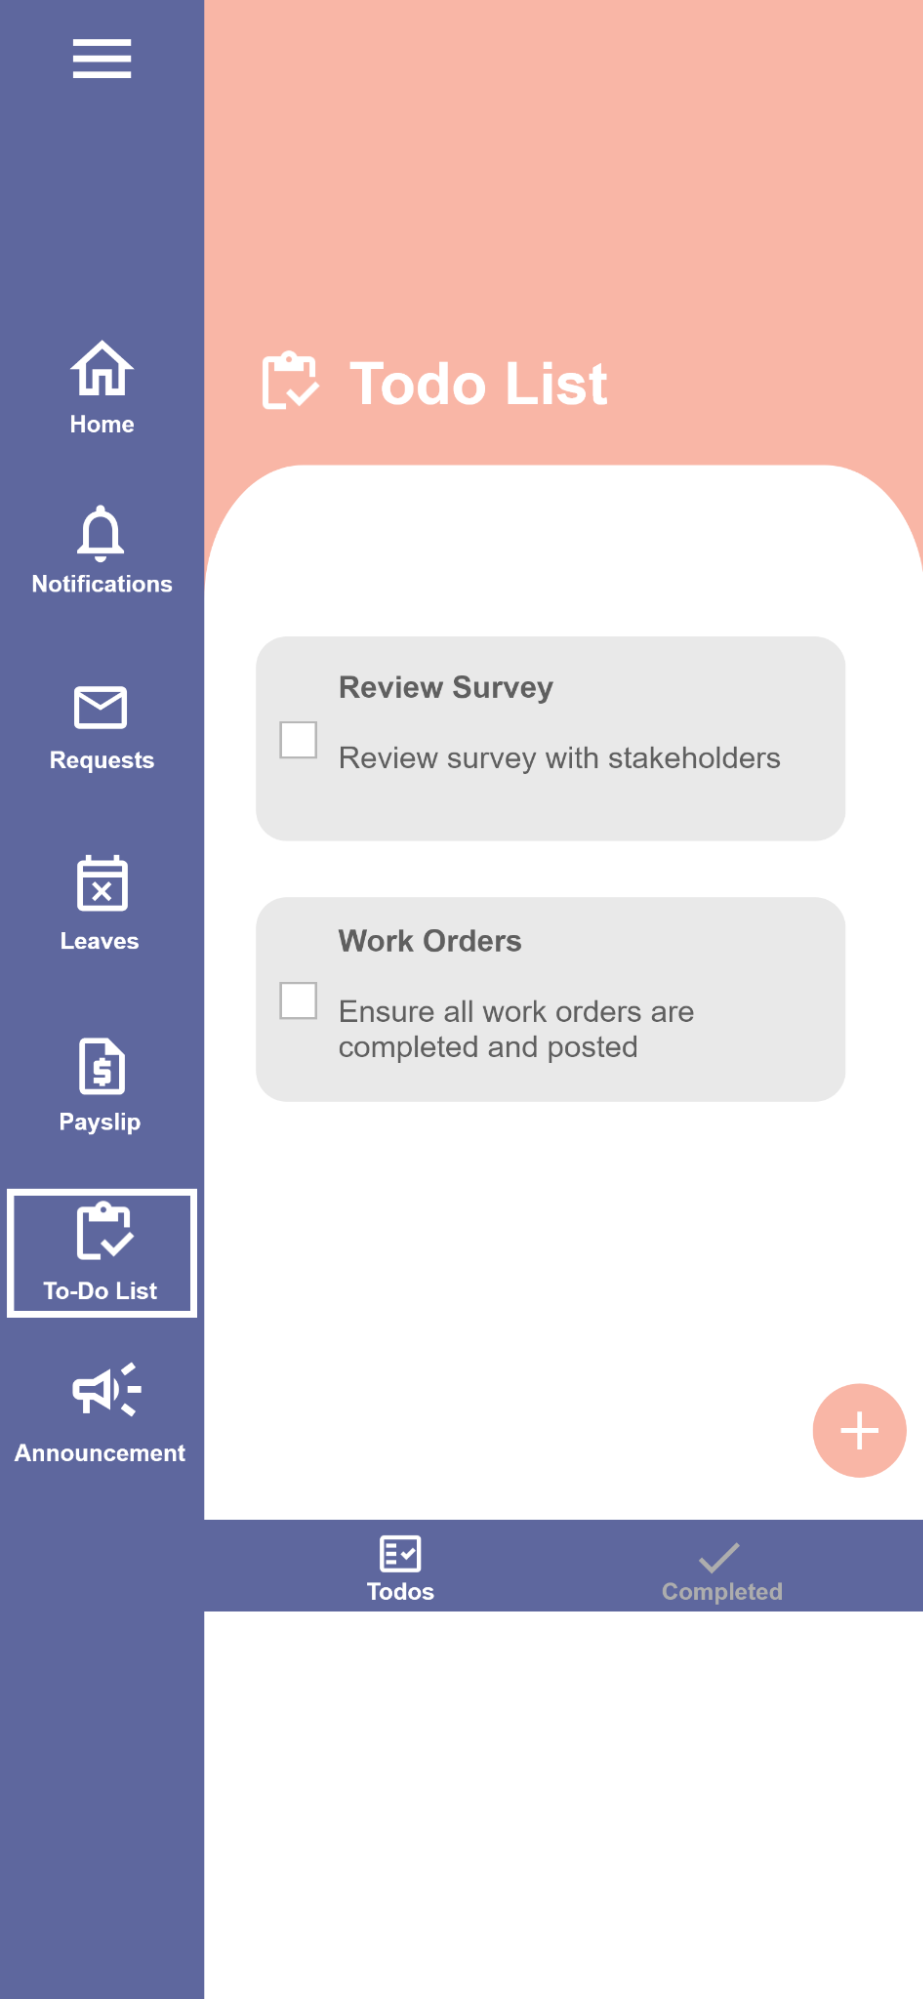 Home
Notifications
Requests
Leaves
Payslip
To-Do List
Announcement
Todo List
Review Survey
Review survey with stakeholders
Work Orders
Ensure all work orders are
completed and posted
Todos
Completed